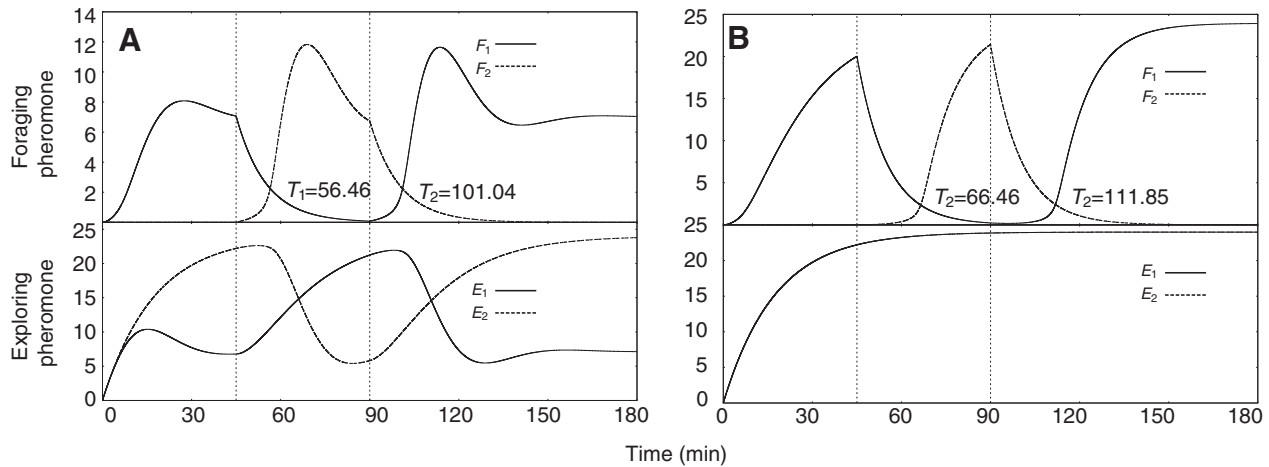 A
Foraging
pheromone
14
12
10
8
6
4
2
F1
F2
T1=56.46
T2=101.04
Exploring
pheromone
25
20
15
10
5
0
E1
E2
0 30 60 90 120 150 180
B
25
20
15
10
5
F1
F2
T2=66.46
T2=111.85
25
20
15
10
5
0
E1
E2
0 30 60 90 120 150 180
Time (min)